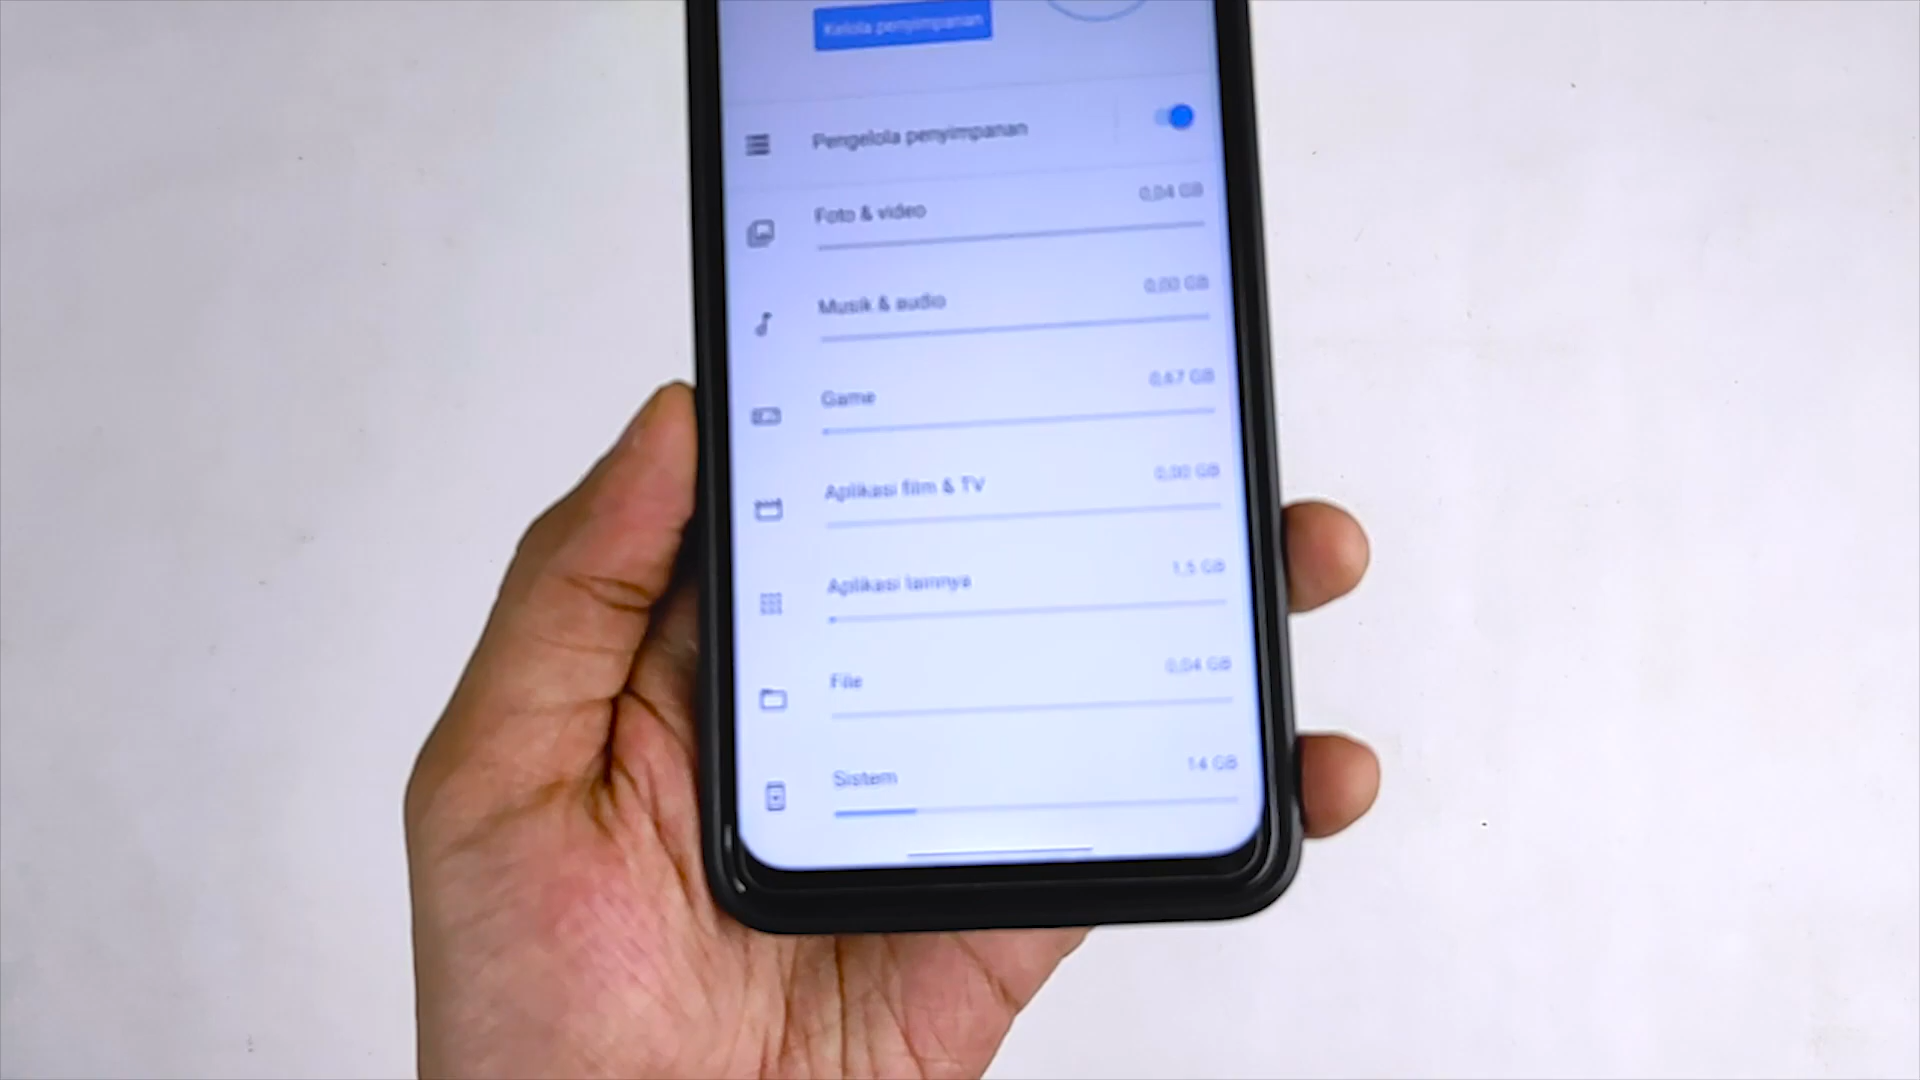 Kelola penyimpanan
Pengelola penyimpanan
Foto & video
0,04 GB
Musik & audio
0,00 GB
Game
0,67 GB
Aplikasi film & TV
0,00 GB
Aplikasi lainnya
1,5 GB
File
0,04 GB
Sistem
14 GB